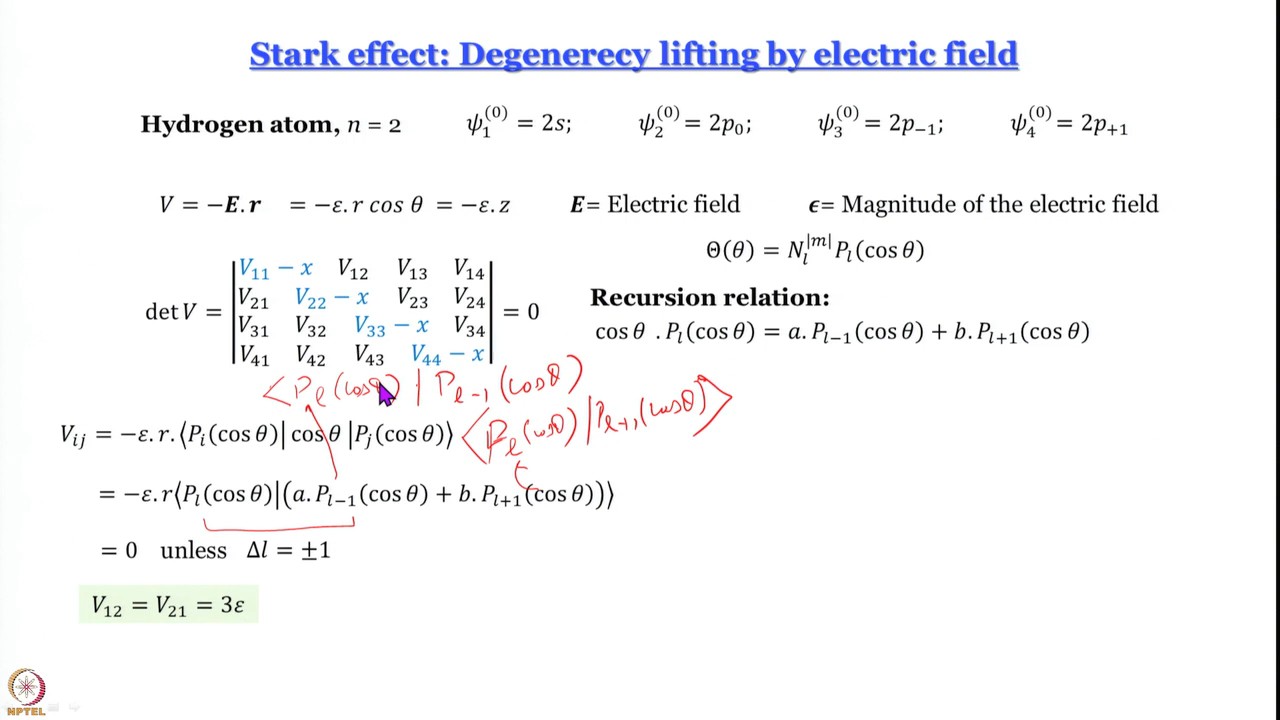 Stark effect: Degenerecy lifting by electric field
Hydrogen atom, n = 2 ψ₁⁽⁰⁾ = 2s; ψ₂⁽⁰⁾ = 2p₀; ψ₃⁽⁰⁾ = 2p₋₁; ψ₄⁽⁰⁾ = 2p₊₁
V = −E.r = −ε.r cos θ = −ε.z E= Electric field ϵ= Magnitude of the electric field
Θ(θ) = N_l^|m| P_l(cos θ)
V₁₁ − x V₁₂ V₁₃ V₁₄
V₂₁ V₂₂ − x V₂₃ V₂₄
det V = = 0
V₃₁ V₃₂ V₃₃ − x V₃₄
V₄₁ V₄₂ V₄₃ V₄₄ − x
Recursion relation:
cos θ . P_l(cos θ) = a. P_{l−1}(cos θ) + b. P_{l+1}(cos θ)
<P_l (cosθ) | P_{l-1} (cosθ)
V_ij = −ε.r.⟨P_i(cos θ)| cos θ |P_j(cos θ)⟩ <P_l (cosθ) | P_{l+1} (cosθ)>
= −ε.r⟨P_l(cos θ)|(a. P_{l−1}(cos θ) + b. P_{l+1}(cos θ))⟩
= 0 unless Δl = ±1
V₁₂ = V₂₁ = 3ε
NPTEL